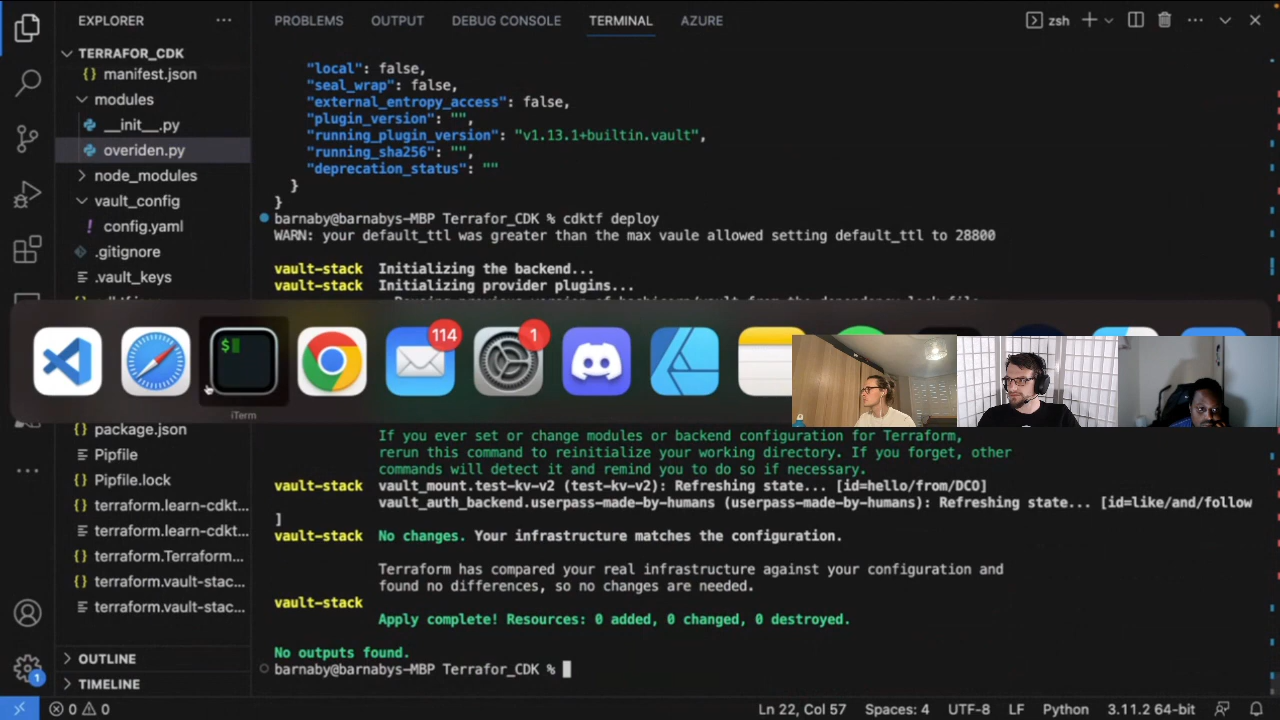 EXPLORER
PROBLEMS OUTPUT DEBUG CONSOLE TERMINAL AZURE
zsh
TERRAFOR_CDK
{} manifest.json
modules
__init__.py
overiden.py
node_modules
vault_config
! config.yaml
.gitignore
.vault_keys
package.json
Pipfile
Pipfile.lock
{} terraform.learn-cdkt...
terraform.learn-cdkt...
{} terraform.Terraform...
{} terraform.vault-stac...
terraform.vault-stac...
OUTLINE
TIMELINE
"local": false,
"seal_wrap": false,
"external_entropy_access": false,
"plugin_version": "",
"running_plugin_version": "v1.13.1+builtin.vault",
"running_sha256": "",
"deprecation_status": ""
}
}
barnaby@barnabys-MBP Terrafor_CDK % cdktf deploy
WARN: your default_ttl was greater than the max vaule allowed setting default_ttl to 28800
vault-stack Initializing the backend...
vault-stack Initializing provider plugins...
$
114
1
iTerm
If you ever set or change modules or backend configuration for Terraform,
rerun this command to reinitialize your working directory. If you forget, other
commands will detect it and remind you to do so if necessary.
vault-stack vault_mount.test-kv-v2 (test-kv-v2): Refreshing state... [id=hello/from/DCO]
vault_auth_backend.userpass-made-by-humans (userpass-made-by-humans): Refreshing state... [id=like/and/follow
]
vault-stack No changes. Your infrastructure matches the configuration.
Terraform has compared your real infrastructure against your configuration and
found no differences, so no changes are needed.
vault-stack
Apply complete! Resources: 0 added, 0 changed, 0 destroyed.
No outputs found.
barnaby@barnabys-MBP Terrafor_CDK %
1
0 0
Ln 22, Col 57 Spaces: 4 UTF-8 LF Python 3.11.2 64-bit